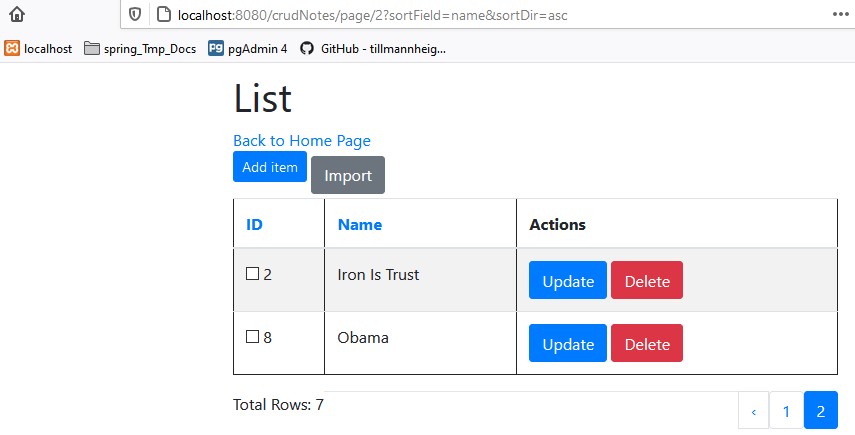 localhost:8080/crudNotes/page/2?sortField=name&sortDir=asc
localhost spring_Tmp_Docs Pg pgAdmin 4 GitHub - tillmannheig...
List
Back to Home Page
Add item Import
ID Name Actions
2 Iron Is Trust Update Delete
8 Obama Update Delete
Total Rows: 7 ‹ 1 2